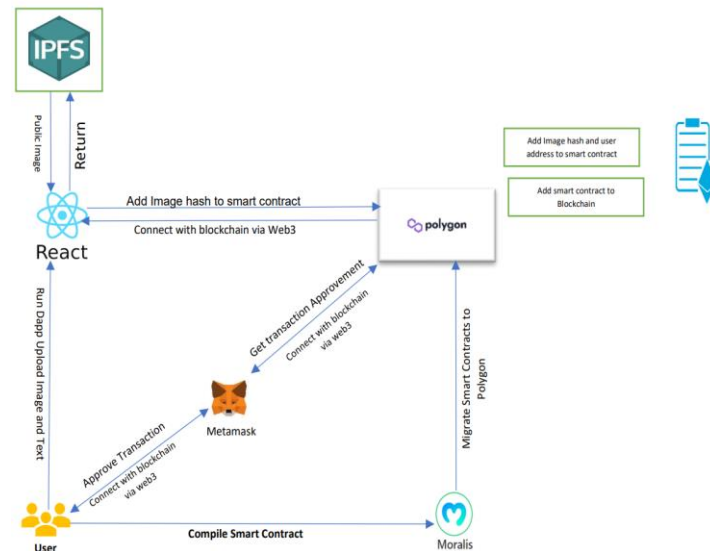 IPFS
Public Image
Return
Add Image hash and user
address to smart contract
Add smart contract to
Blockchain
Add Image hash to smart contract
Connect with blockchain via Web3
React
polygon
Run Dapp Upload Image and Text
Get transaction Approvement
Connect with blockchain
via web3
Migrate Smart Contracts to
Polygon
Metamask
Approve Transaction
Connect with blockchain
via web3
Compile Smart Contract
User
Moralis